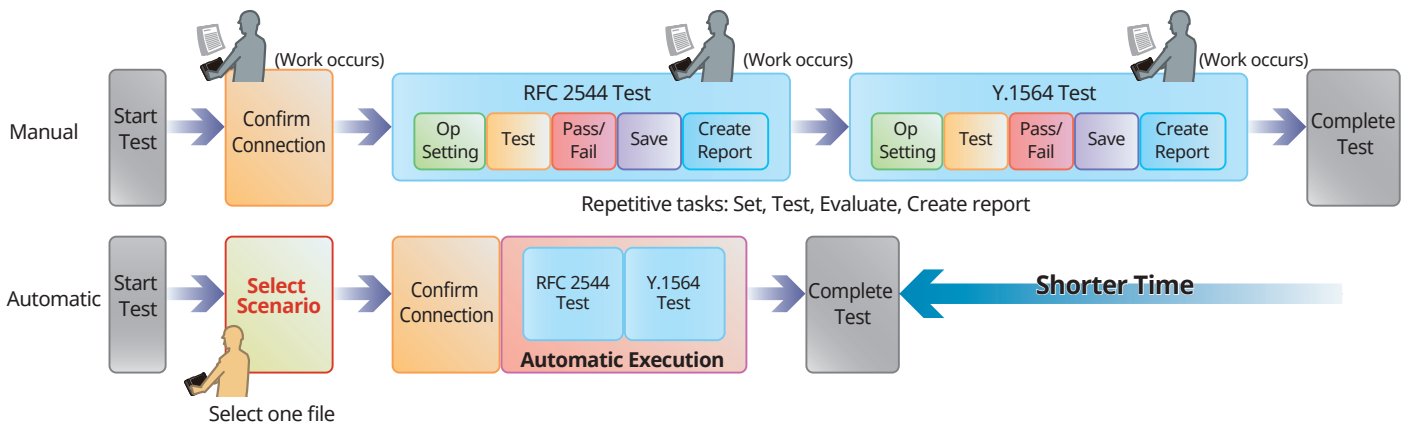 (Work occurs)
(Work occurs)
(Work occurs)
Manual
Start
Test
Confirm
Connection
RFC 2544 Test
Op
Setting
Test
Pass/
Fail
Save
Create
Report
Y.1564 Test
Op
Setting
Test
Pass/
Fail
Save
Create
Report
Complete
Test
Repetitive tasks: Set, Test, Evaluate, Create report
Automatic
Start
Test
Select
Scenario
Select one file
Confirm
Connection
RFC 2544
Test
Y.1564
Test
Automatic Execution
Complete
Test
Shorter Time